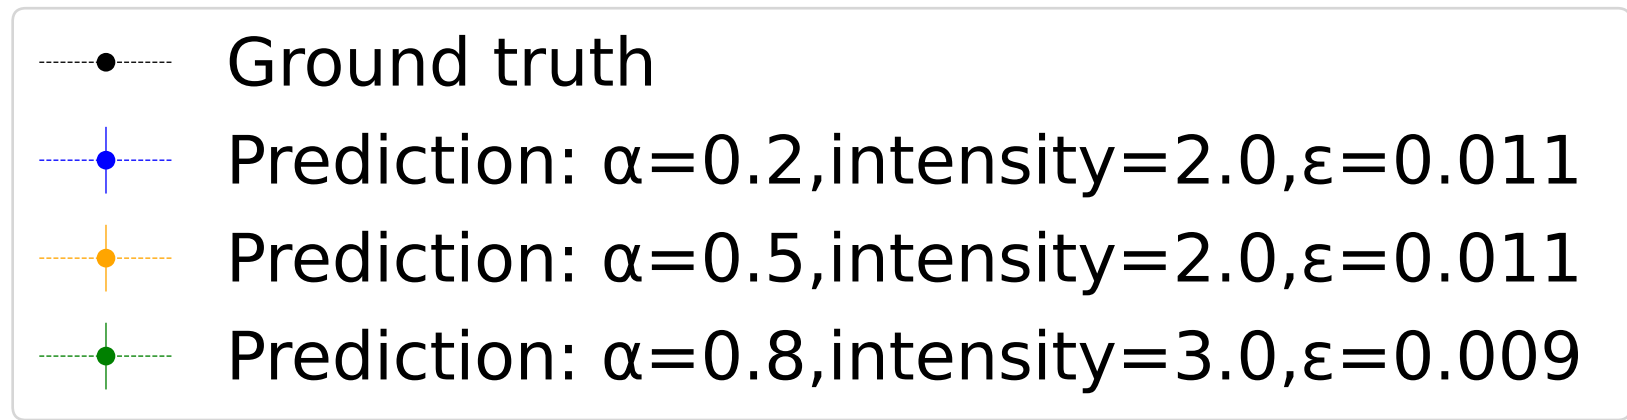 Ground truth
Prediction: α=0.2,intensity=2.0,ε=0.011
Prediction: α=0.5,intensity=2.0,ε=0.011
Prediction: α=0.8,intensity=3.0,ε=0.009